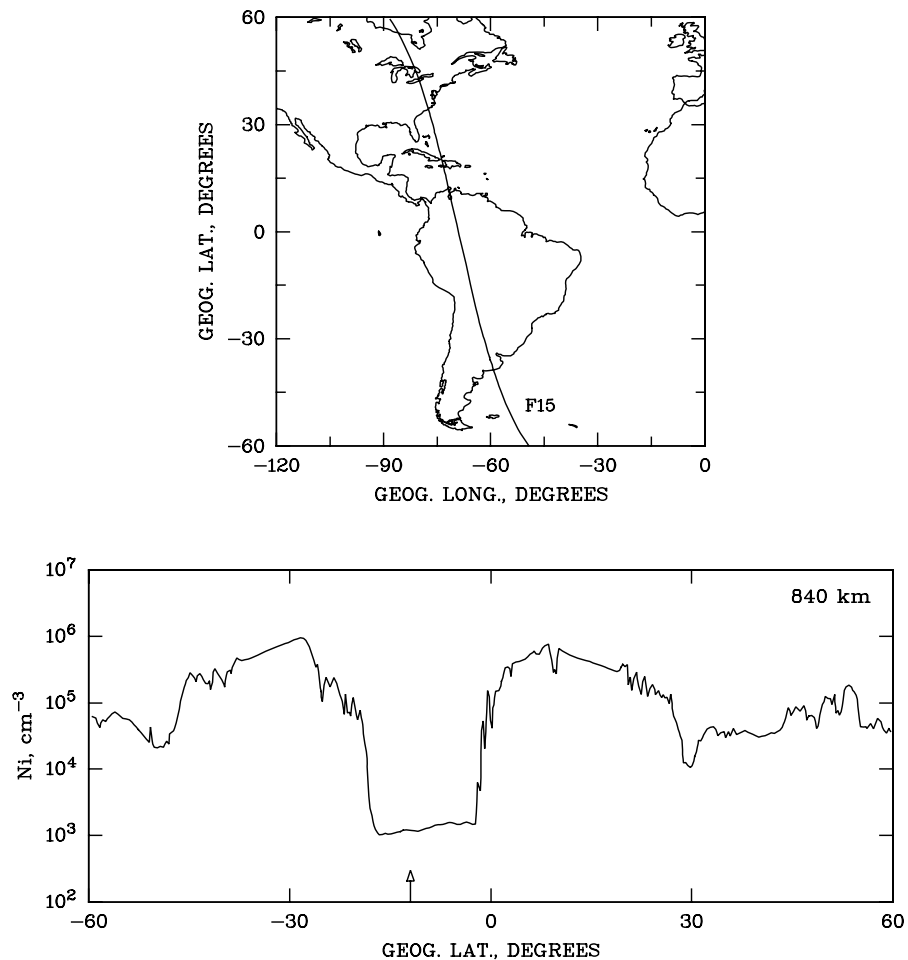 60
30
0
−30
−60
GEOG. LAT., DEGREES
F15
−120 −90 −60 −30 0
GEOG. LONG., DEGREES
840 km
10⁷
10⁶
10⁵
10⁴
10³
10²
Ni, cm⁻³
−60 −30 0 30 60
GEOG. LAT., DEGREES